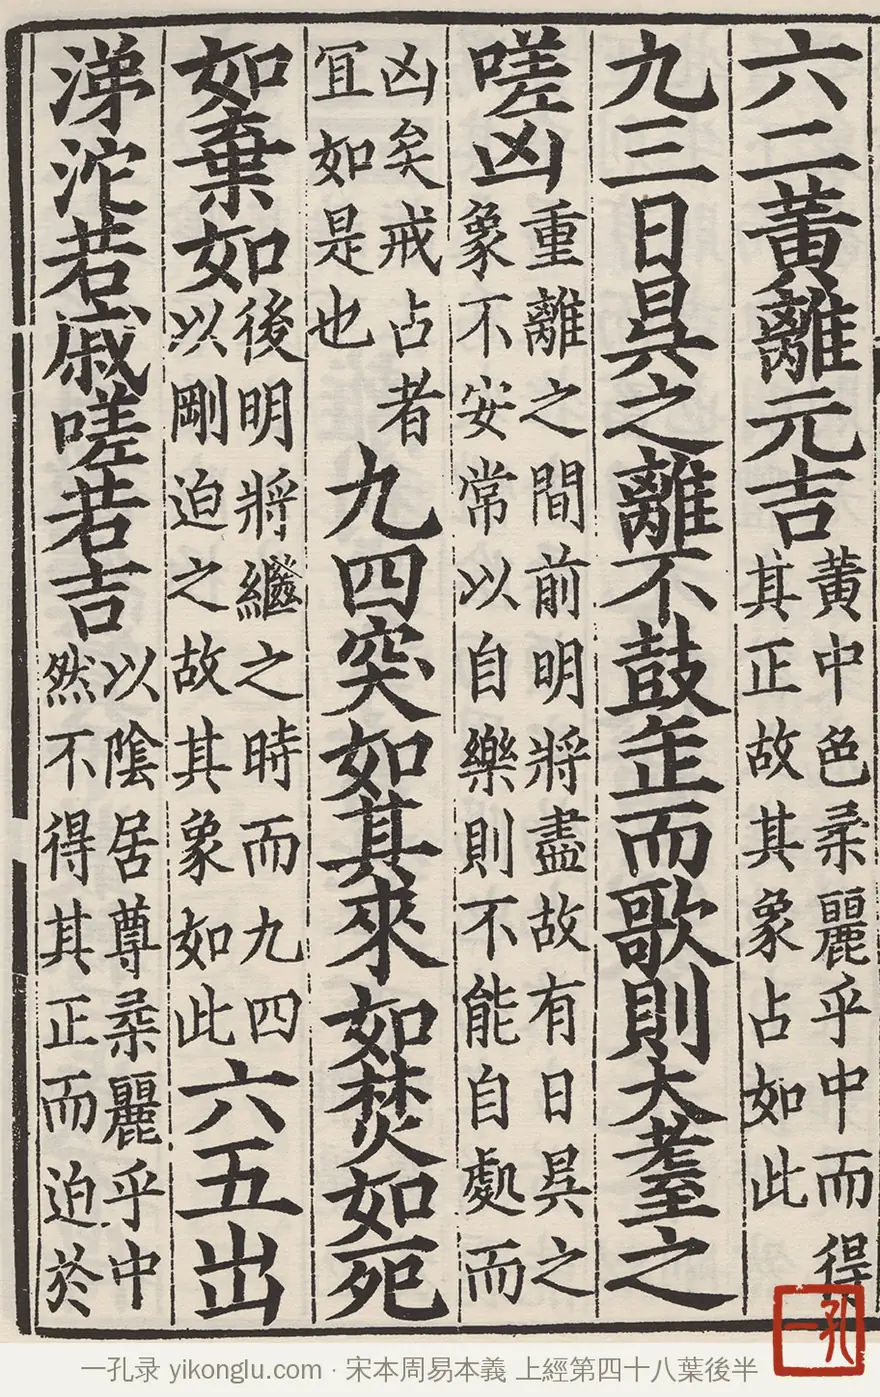 六二黃離元吉
黃中色柔麗乎中而得
其正故其象占如此
九三日昃之離不鼓缶而歌則大耋之
嗟凶
重離之間前明將盡故有日昃之
象不安常以自樂則不能自處而
凶矣戒占者
冝如是也
九四突如其來如焚如死
如棄如
後明將繼之時而九四
以剛迫之故其象如此
六五出
涕沱若戚嗟若吉
以陰居尊柔麗乎中
然不得其正而迫於
一孔
一孔录 yikonglu.com · 宋本周易本義 上經第四十八葉後半